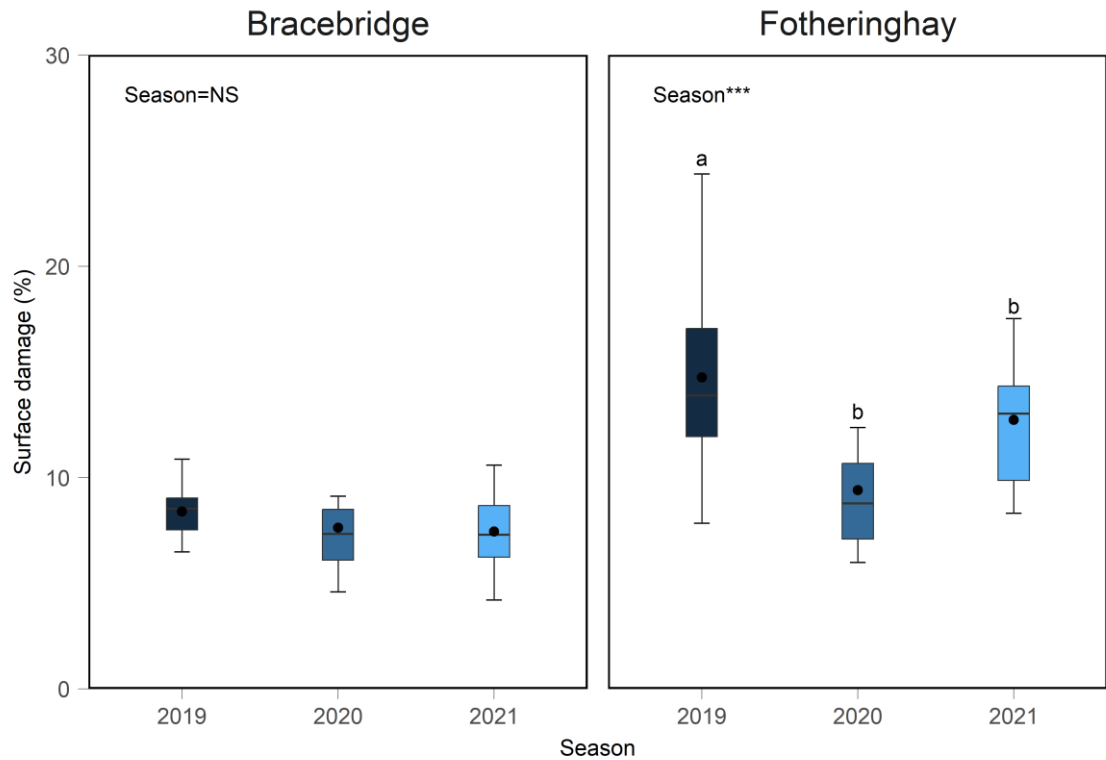 Bracebridge
Fotheringhay
Surface damage (%)
30
20
10
0
Season=NS
2019
2020
2021
Season***
a
b
b
2019
2020
2021
Season